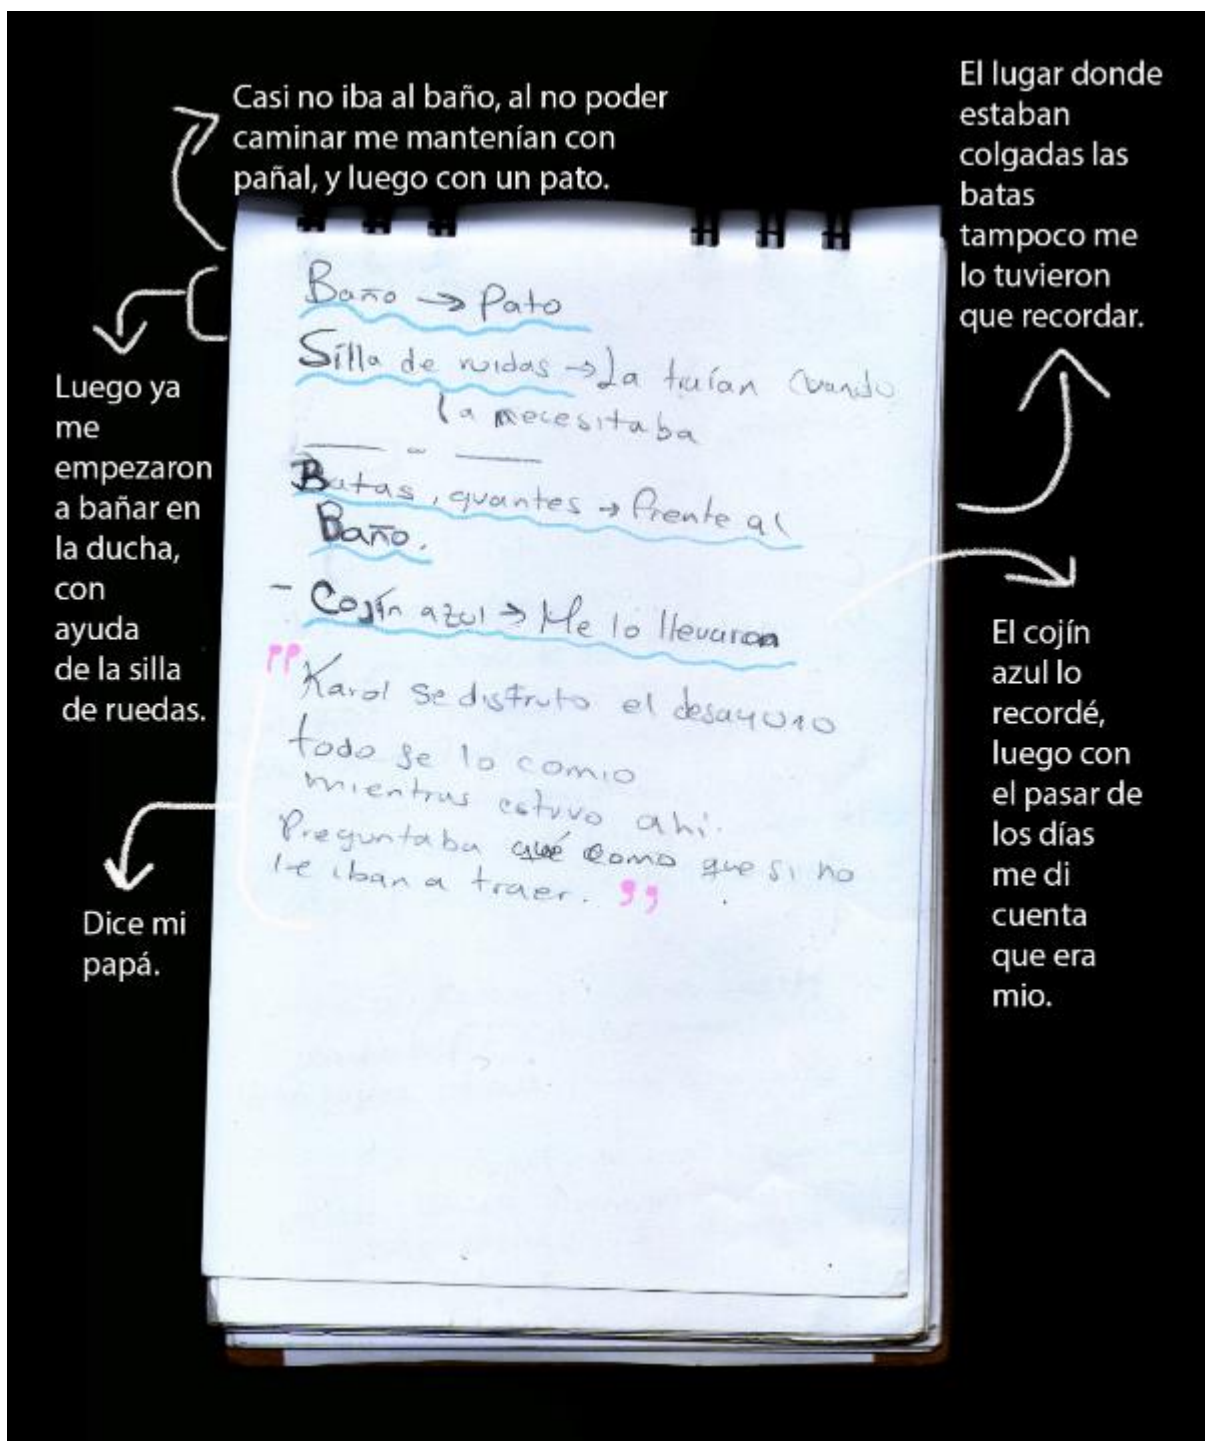 Casi no iba al baño, al no poder
caminar me mantenían con
pañal, y luego con un pato.
El lugar donde
estaban
colgadas las
batas
tampoco me
lo tuvieron
que recordar.
Baño → Pato
Silla de ruidas → La traían cuando
la necesitaba
Batas, guantes → frente al
Baño.
- Cojín azul → Me lo llevaron
"Karol se disfruto el desayuno
todo se lo comio
mientras estuvo ahí.
Preguntaba qué como que si no
le iban a traer."
Luego ya
me
empezaron
a bañar en
la ducha,
con
ayuda
de la silla
de ruedas.
Dice mi
papá.
El cojín
azul lo
recordé,
luego con
el pasar de
los días
me di
cuenta
que era
mio.